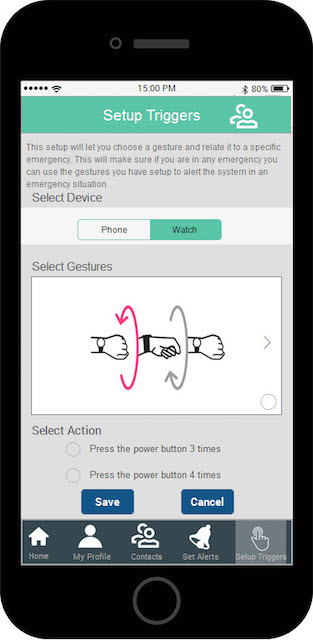 15:00 PM 80%
Setup Triggers
This setup will let you choose a gesture and relate it to a specific
emergency. This will make sure if you are in any emergency you
can use the gestures you have setup to alert the system in an
emergency situation
Select Device
Phone Watch
Select Gestures
Select Action
Press the power button 3 times
Press the power button 4 times
Save Cancel
Home My Profile Contacts Set Alerts Setup Triggers